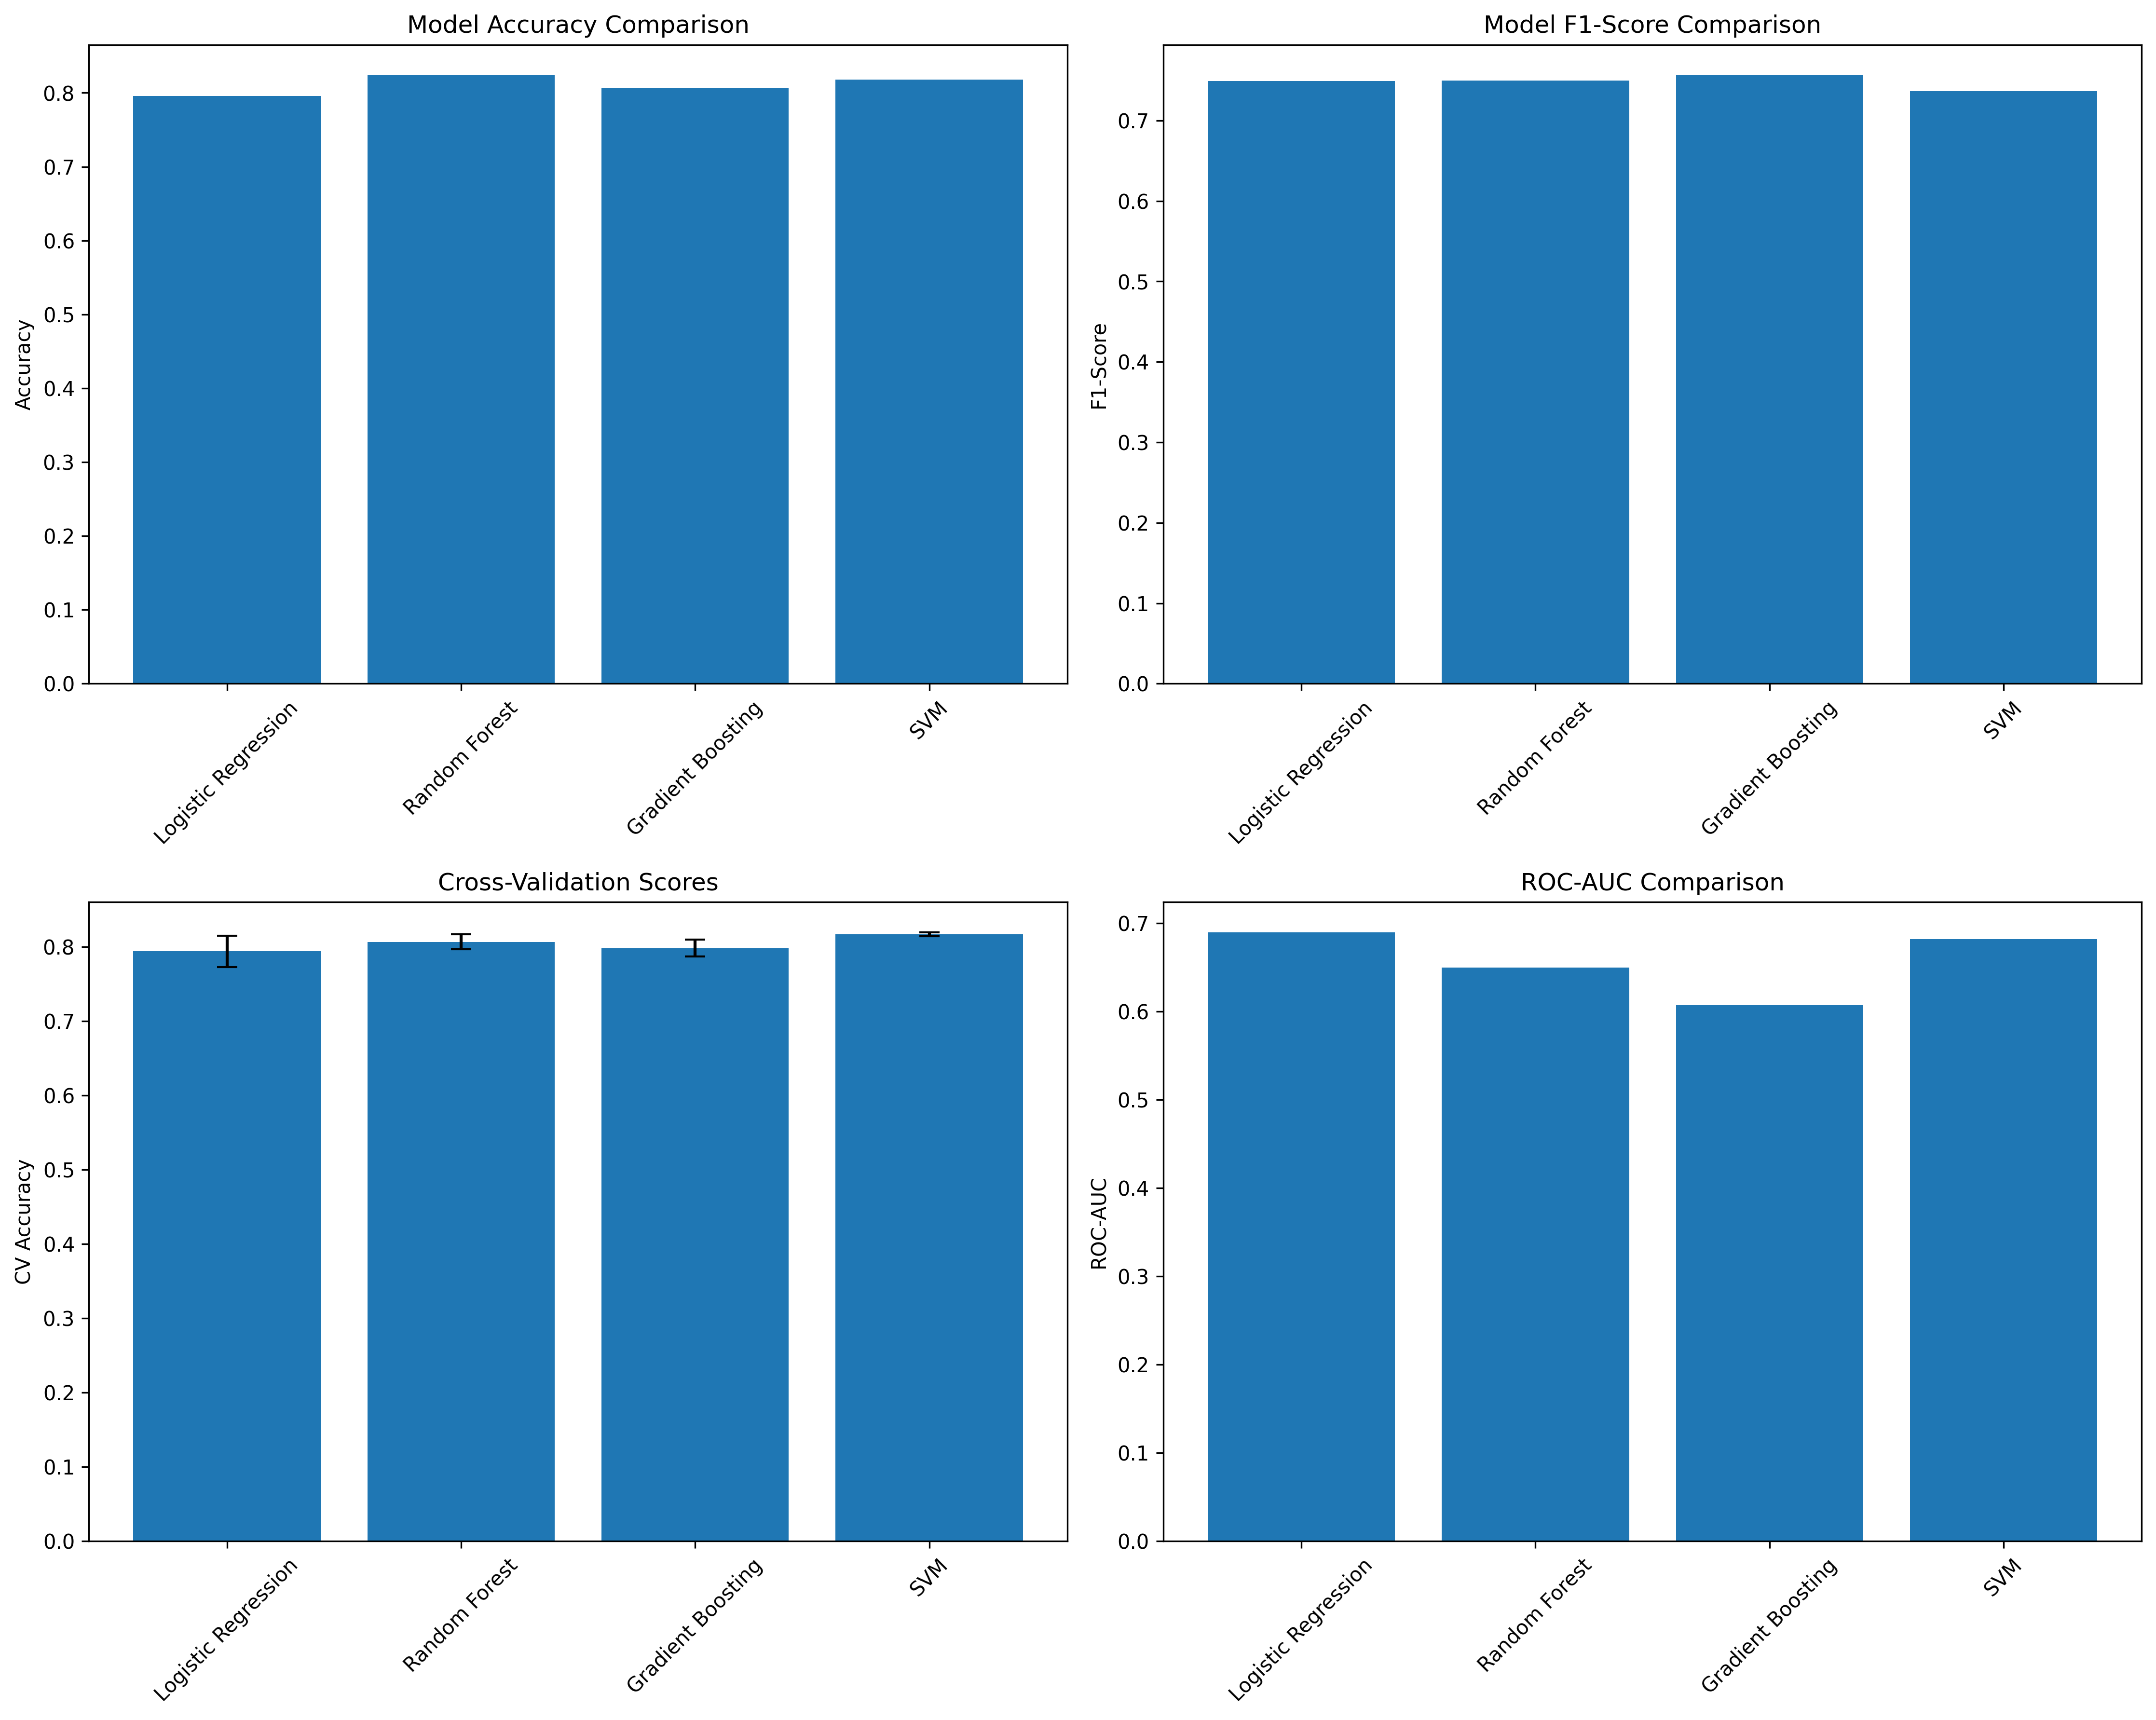 Model Accuracy Comparison
Accuracy
0.8
0.7
0.6
0.5
0.4
0.3
0.2
0.1
0.0
Logistic Regression
Random Forest
Gradient Boosting
SVM
Model F1-Score Comparison
F1-Score
0.7
0.6
0.5
0.4
0.3
0.2
0.1
0.0
Logistic Regression
Random Forest
Gradient Boosting
SVM
Cross-Validation Scores
CV Accuracy
0.8
0.7
0.6
0.5
0.4
0.3
0.2
0.1
0.0
Logistic Regression
Random Forest
Gradient Boosting
SVM
ROC-AUC Comparison
ROC-AUC
0.7
0.6
0.5
0.4
0.3
0.2
0.1
0.0
Logistic Regression
Random Forest
Gradient Boosting
SVM